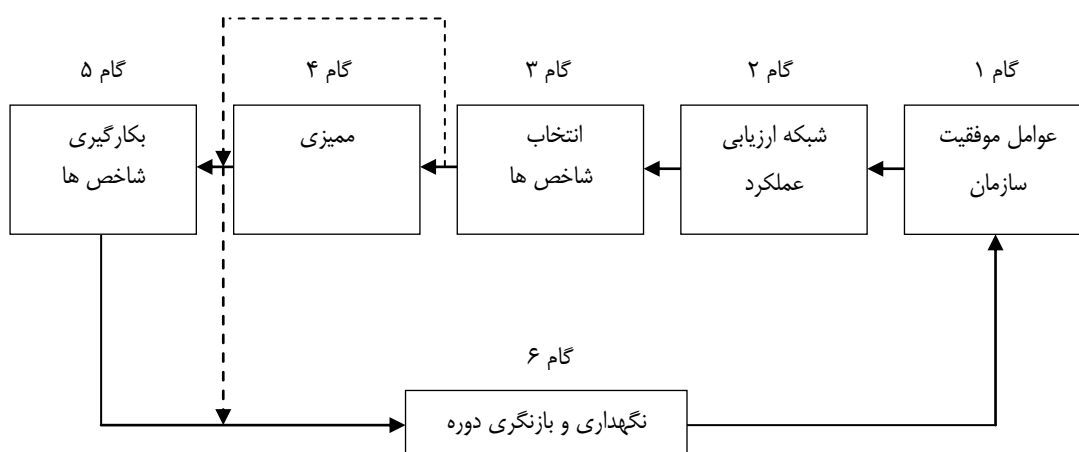 گام ۱
گام ۲
گام ۳
گام ۴
گام ۵
عوامل موفقیت
سازمان
شبکه ارزیابی
عملکرد
انتخاب
شاخص ها
ممیزی
بکارگیری
شاخص ها
گام ۶
نگهداری و بازنگری دوره